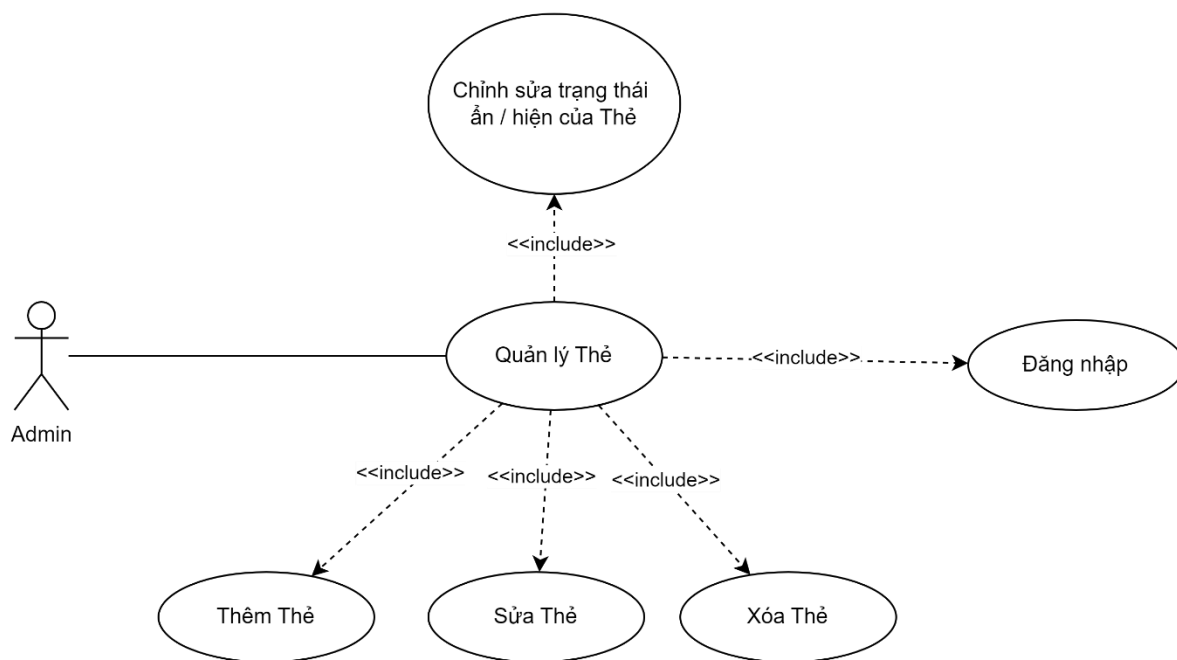 Chỉnh sửa trạng thái
ẩn / hiện của Thẻ
<<include>>
Quản lý Thẻ
<<include>>
Đăng nhập
Admin
<<include>>
<<include>>
<<include>>
Thêm Thẻ
Sửa Thẻ
Xóa Thẻ